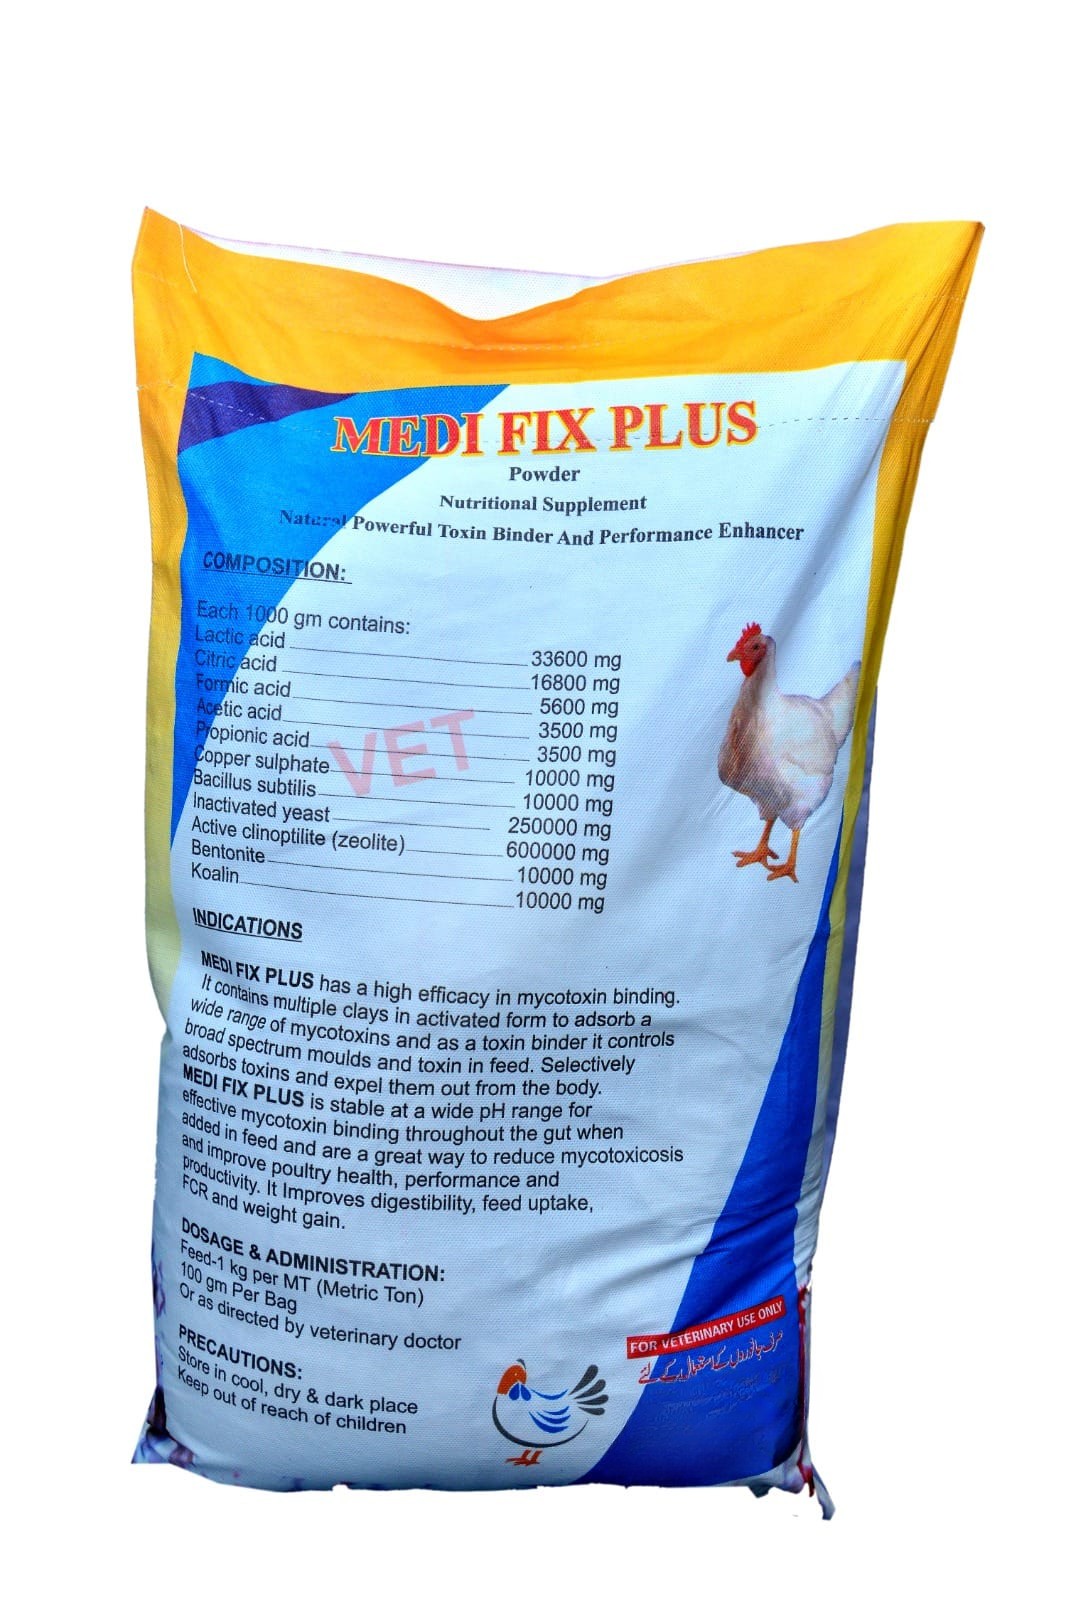 MEDI FIX PLUS
Powder
Nutritional Supplement
Natural Powerful Toxin Binder And Performance Enhancer
COMPOSITION:
Each 1000 gm contains:
Lactic acid 33600 mg
Citric acid 16800 mg
Formic acid 5600 mg
Acetic acid 3500 mg
Propionic acid 3500 mg
Copper sulphate 10000 mg
Bacillus subtilis 10000 mg
Inactivated yeast 250000 mg
Active clinoptilite (zeolite) 600000 mg
Bentonite 10000 mg
Koalin 10000 mg
VET
INDICATIONS
MEDI FIX PLUS has a high efficacy in mycotoxin binding.
It contains multiple clays in activated form to adsorb a
wide range of mycotoxins and as a toxin binder it controls
broad spectrum moulds and toxin in feed. Selectively
adsorbs toxins and expel them out from the body.
MEDI FIX PLUS is stable at a wide pH range for
effective mycotoxin binding throughout the gut when
added in feed and are a great way to reduce mycotoxicosis
and improve poultry health, performance and
productivity. It Improves digestibility, feed uptake,
FCR and weight gain.
DOSAGE & ADMINISTRATION:
Feed-1 kg per MT (Metric Ton)
100 gm Per Bag
Or as directed by veterinary doctor
PRECAUTIONS:
Store in cool, dry & dark place
Keep out of reach of children
FOR VETERINARY USE ONLY
صرف جانوروں کے استعمال کے لئے